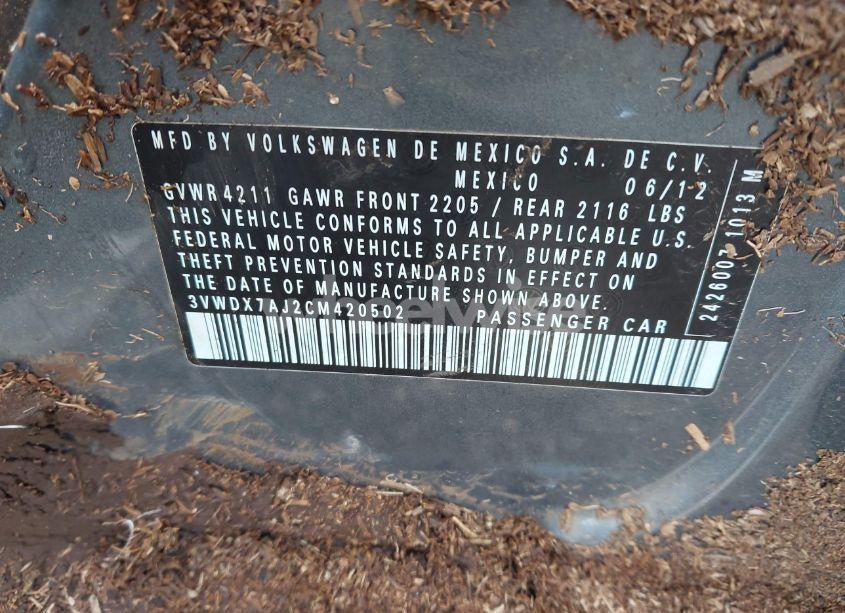 MFD BY VOLKSWAGEN DE MEXICO S.A. DE C.V.
MEXICO 06/12
GVWR 4211 GAWR FRONT 2205 / REAR 2116 LBS
THIS VEHICLE CONFORMS TO ALL APPLICABLE U.S.
FEDERAL MOTOR VEHICLE SAFETY, BUMPER AND
THEFT PREVENTION STANDARDS IN EFFECT ON
THE DATE OF MANUFACTURE SHOWN ABOVE.
3VWDX7AJ2CM420502 PASSENGER CAR
2426007 1013 M